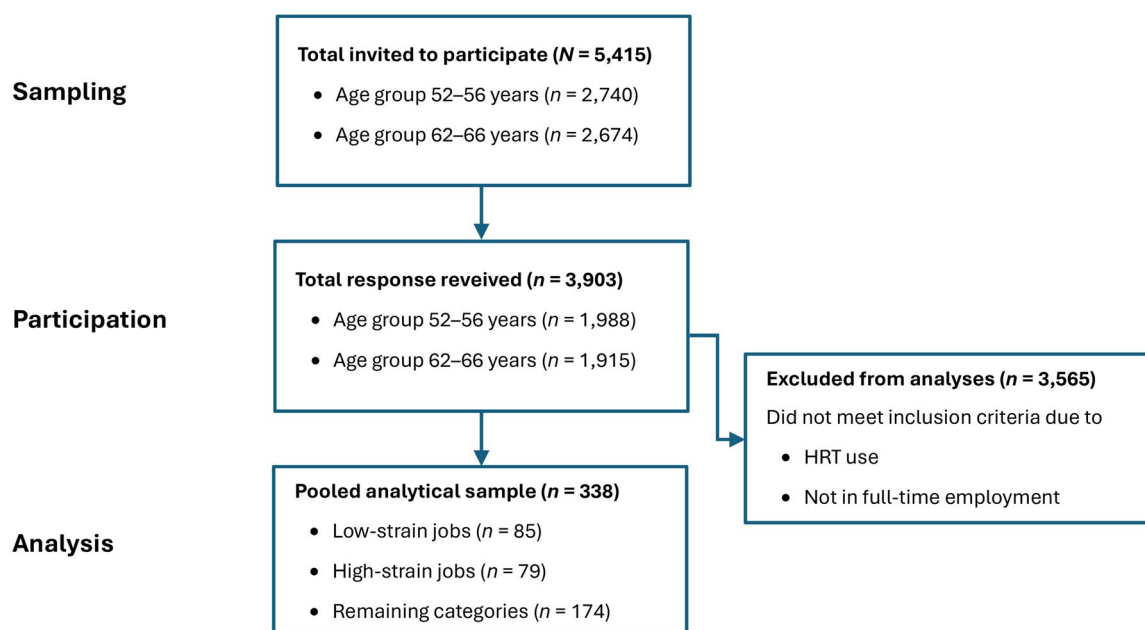 Sampling
Total invited to participate (N = 5,415)
• Age group 52–56 years (n = 2,740)
• Age group 62–66 years (n = 2,674)
Participation
Total response reveived (n = 3,903)
• Age group 52–56 years (n = 1,988)
• Age group 62–66 years (n = 1,915)
Excluded from analyses (n = 3,565)
Did not meet inclusion criteria due to
• HRT use
• Not in full-time employment
Analysis
Pooled analytical sample (n = 338)
• Low-strain jobs (n = 85)
• High-strain jobs (n = 79)
• Remaining categories (n = 174)